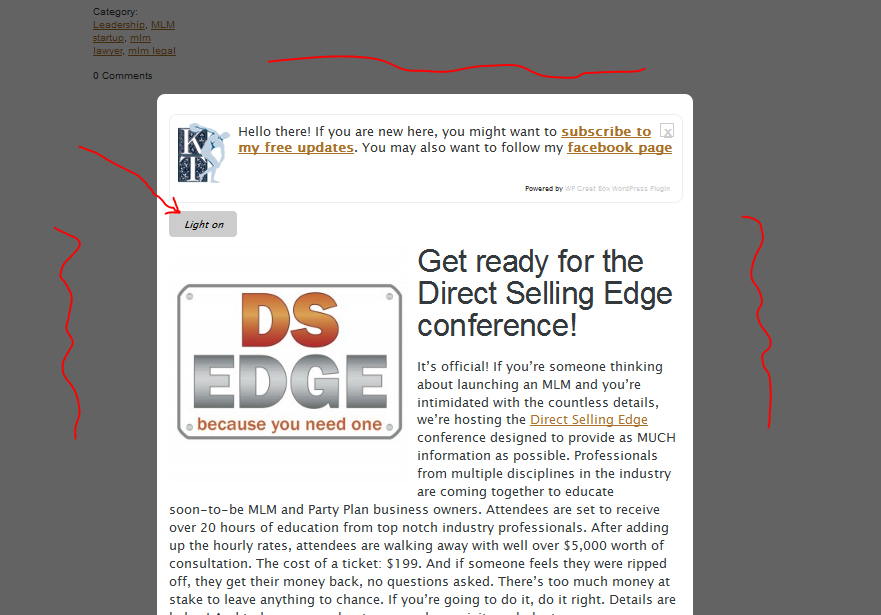 Category:
Leadership, MLM
startup, mlm
lawyer, mlm legal
0 Comments
K
T
Hello there! If you are new here, you might want to subscribe to
my free updates. You may also want to follow my facebook page
x
Powered by WP Greet Box WordPress Plugin
Light on
Get ready for the
Direct Selling Edge
conference!
DS
EDGE
because you need one
It's official! If you're someone thinking
about launching an MLM and you're
intimidated with the countless details,
we're hosting the Direct Selling Edge
conference designed to provide as MUCH
information as possible. Professionals
from multiple disciplines in the industry
are coming together to educate
soon-to-be MLM and Party Plan business owners. Attendees are set to receive
over 20 hours of education from top notch industry professionals. After adding
up the hourly rates, attendees are walking away with well over $5,000 worth of
consultation. The cost of a ticket: $199. And if someone feels they were ripped
off, they get their money back, no questions asked. There's too much money at
stake to leave anything to chance. If you're going to do it, do it right. Details are